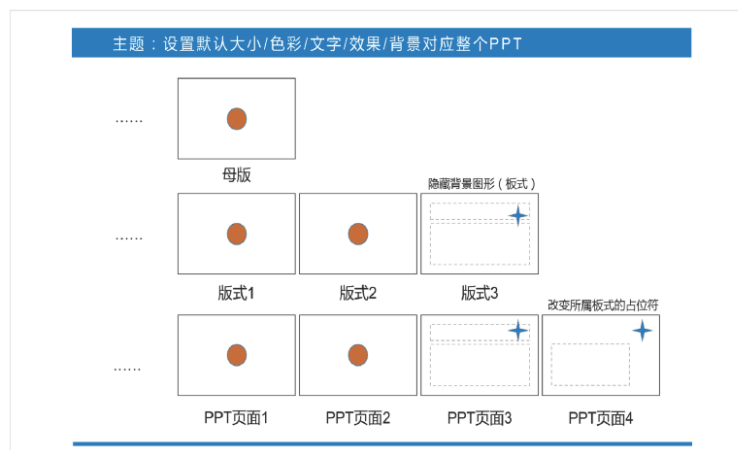 主题：设置默认大小/色彩/文字/效果/背景对应整个PPT
......
母版
隐藏背景图形（板式）
......
版式1
版式2
版式3
改变所属板式的占位符
......
PPT页面1
PPT页面2
PPT页面3
PPT页面4